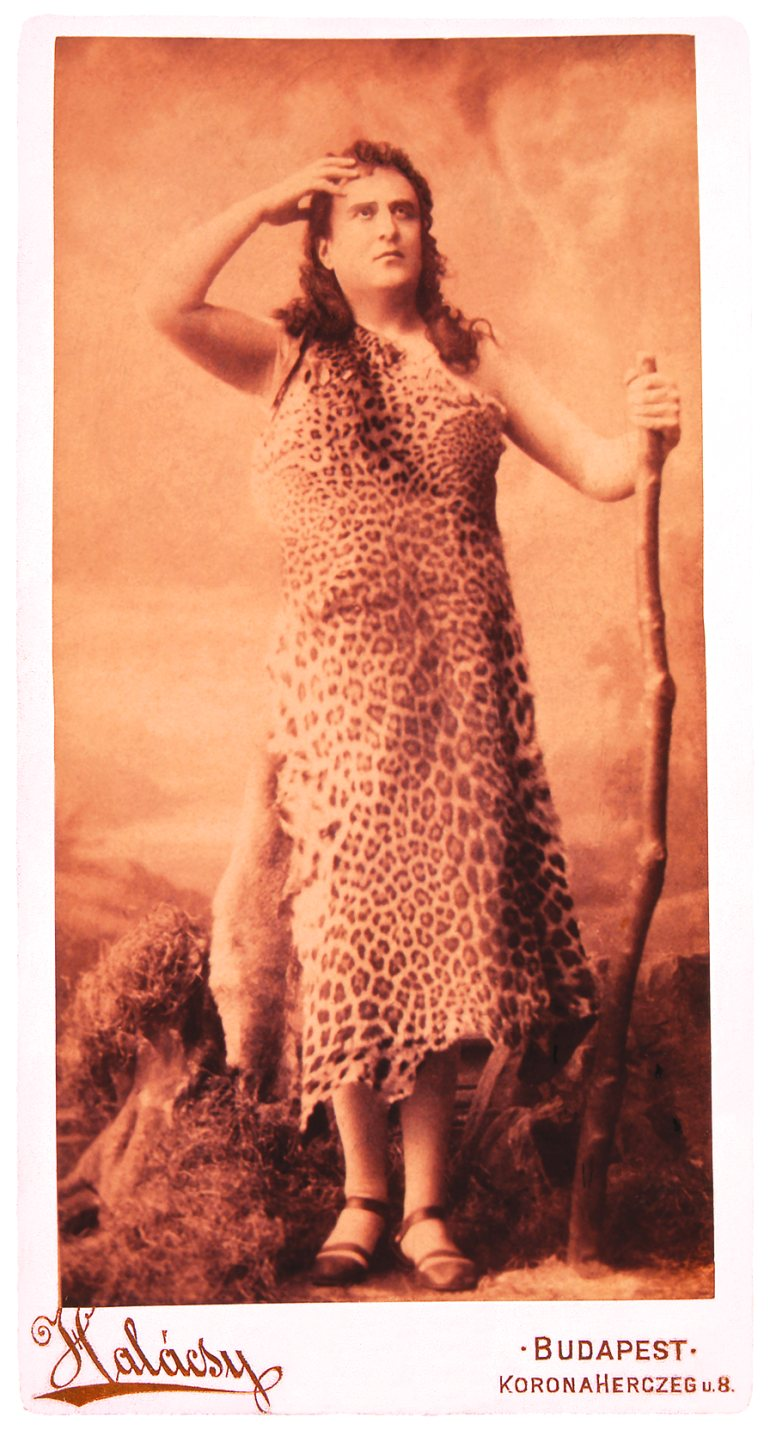 Halácsy
·BUDAPEST·
KORONAHERCZEG u. 8.